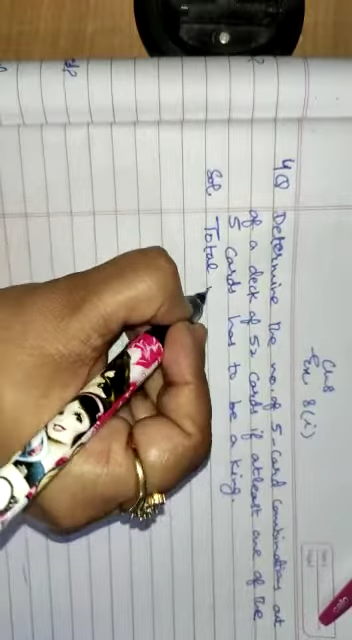 Ch 8
Ex 8(i)
4Q Determine the no. of 5-card combinations out
of a deck of 52 cards if atleast one of the
5 cards has to be a king.
Sol. Total